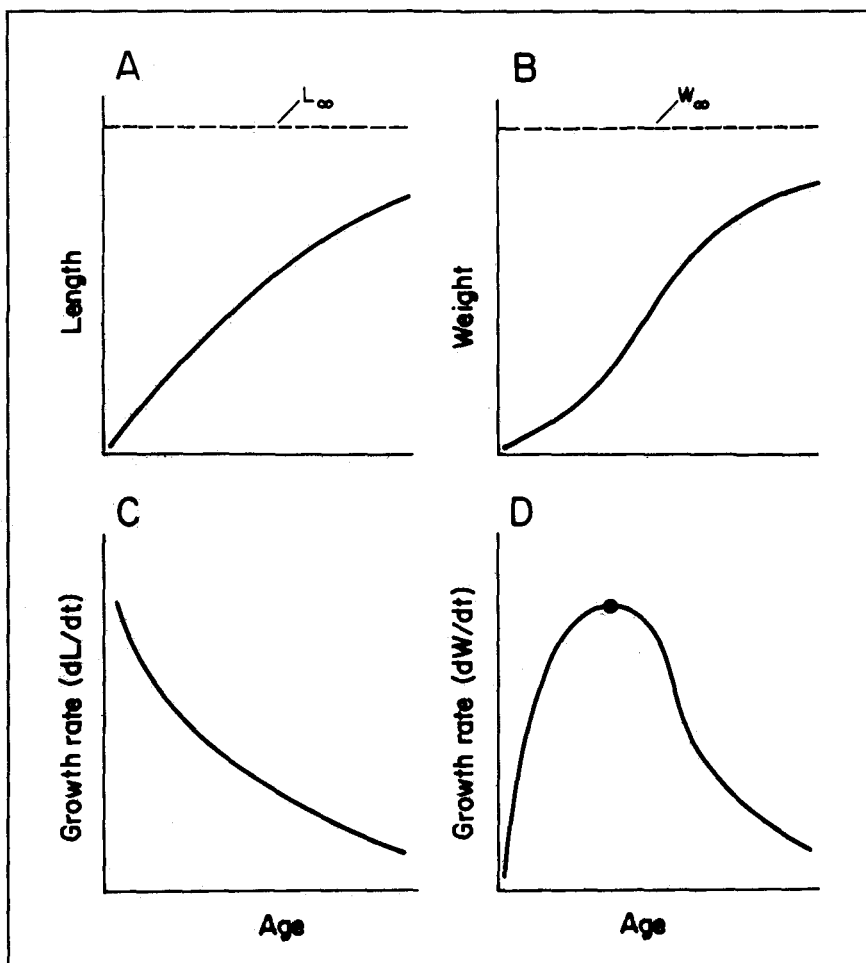 A
L∞
Length
B
W∞
Weight
C
Growth rate (dL/dt)
Age
D
Growth rate (dW/dt)
Age